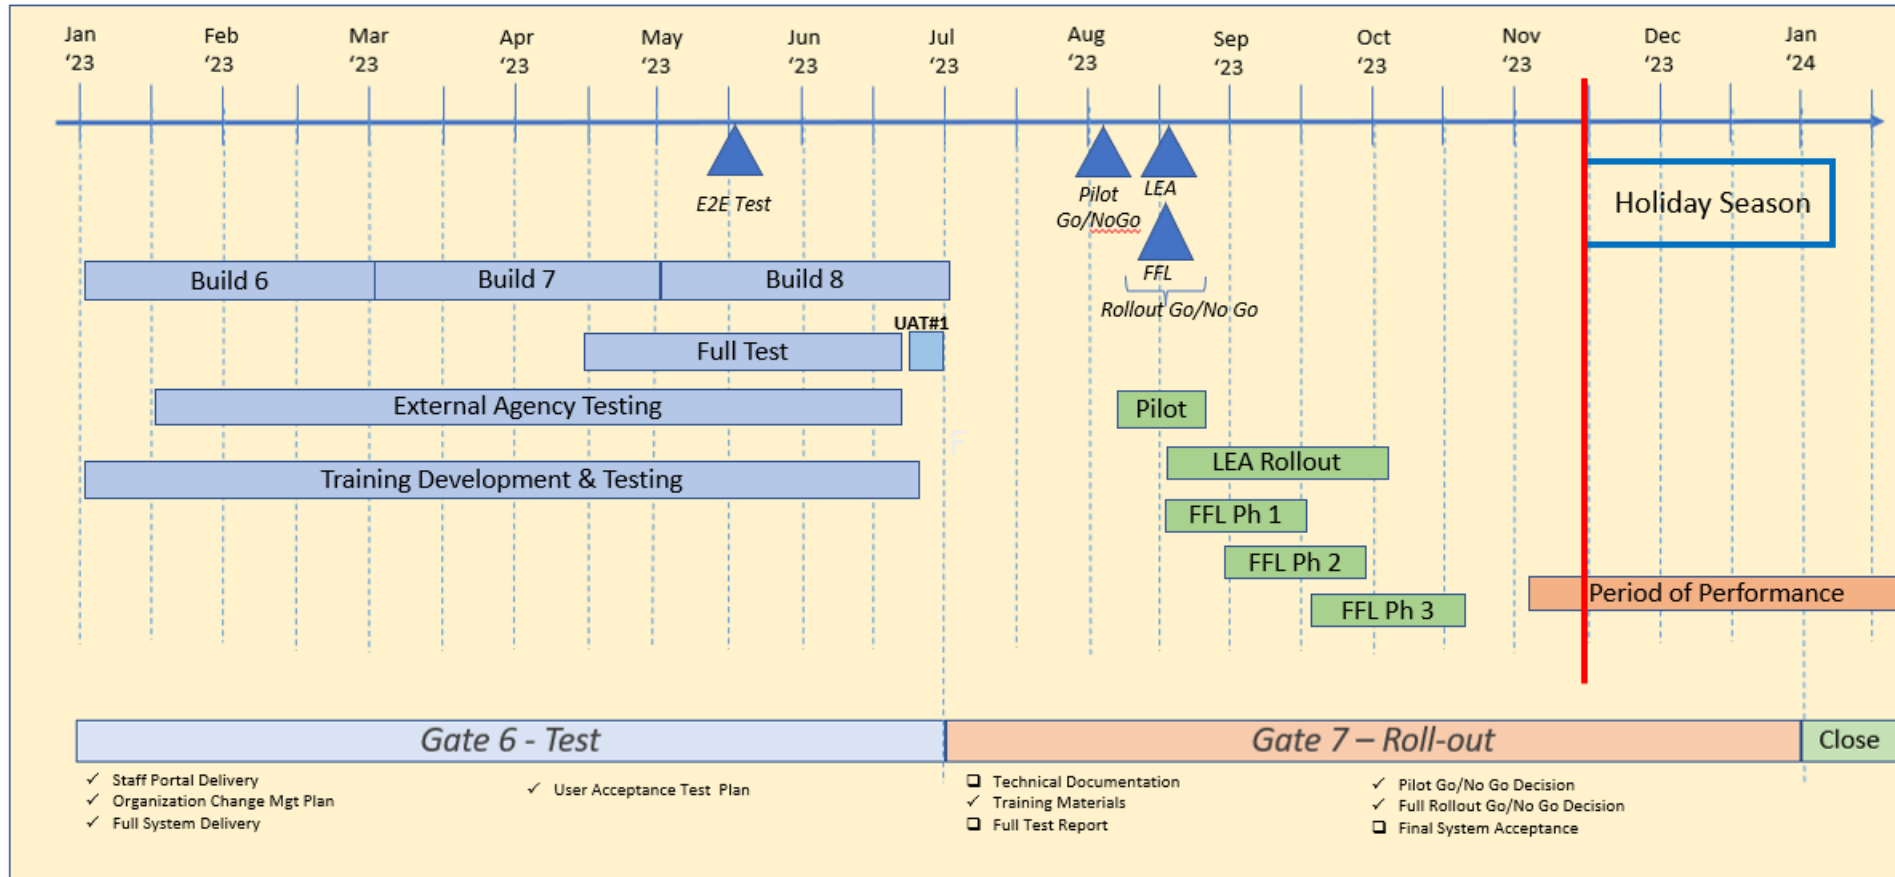 Jan Feb Mar Apr May Jun Jul Aug Sep Oct Nov Dec Jan
‘23 ‘23 ‘23 ‘23 ‘23 ‘23 ‘23 ‘23 ‘23 ‘23 ‘23 ‘23 ‘24
E2E Test
Pilot
Go/NoGo
LEA
FFL
Rollout Go/No Go
Holiday Season
Build 6
Build 7
Build 8
UAT#1
Full Test
External Agency Testing
Pilot
F
Training Development & Testing
LEA Rollout
FFL Ph 1
FFL Ph 2
FFL Ph 3
Period of Performance
Gate 6 - Test
Gate 7 – Roll-out
Close
✓ Staff Portal Delivery
✓ Organization Change Mgt Plan
✓ Full System Delivery
✓ User Acceptance Test Plan
❑ Technical Documentation
✓ Training Materials
❑ Full Test Report
✓ Pilot Go/No Go Decision
✓ Full Rollout Go/No Go Decision
❑ Final System Acceptance